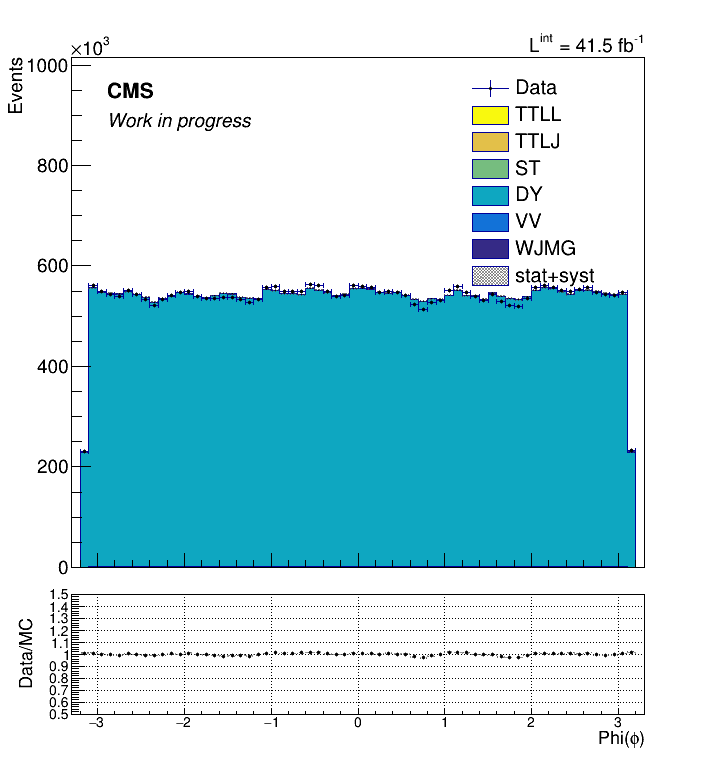 ×10³
L^int = 41.5 fb⁻¹
Events
1000
800
600
400
200
0
CMS
Work in progress
Data
TTLL
TTLJ
ST
DY
VV
WJMG
stat+syst
Data/MC
1.5
1.4
1.3
1.2
1.1
1
0.9
0.8
0.7
0.6
0.5
−3 −2 −1 0 1 2 3
Phi(ϕ)